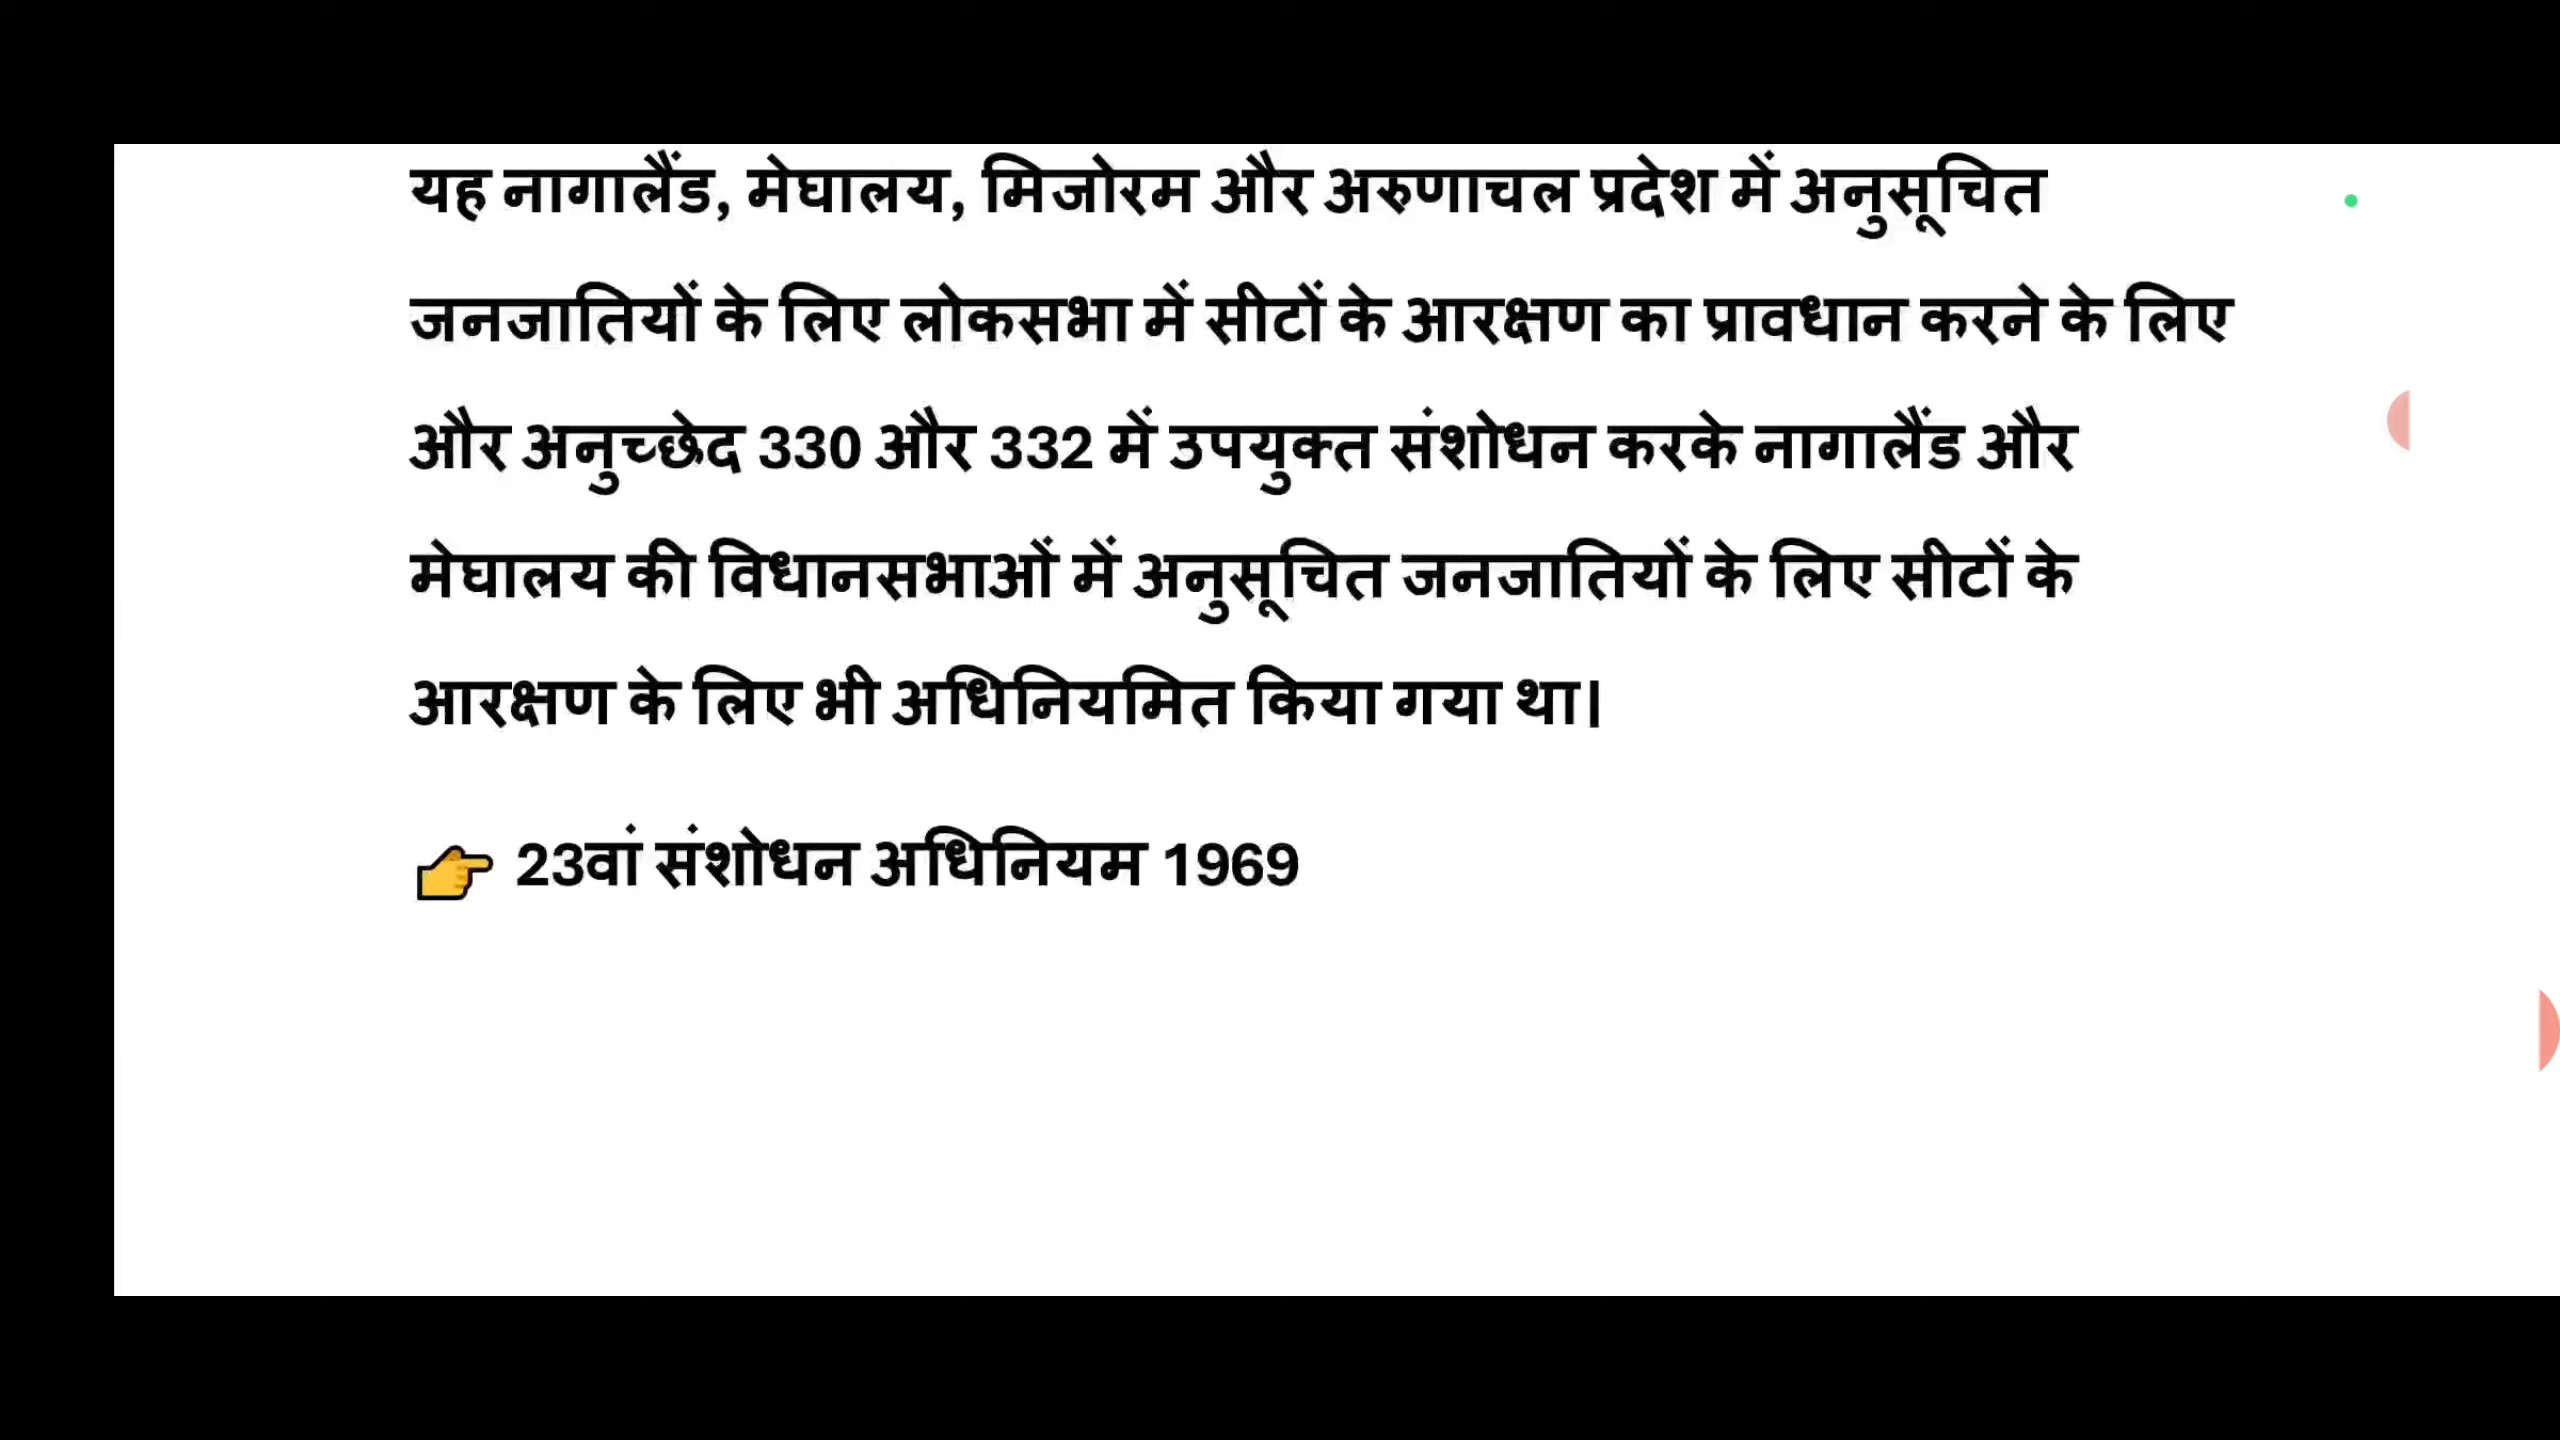 यह नागालैंड, मेघालय, मिजोरम और अरुणाचल प्रदेश में अनुसूचित
जनजातियों के लिए लोकसभा में सीटों के आरक्षण का प्रावधान करने के लिए
और अनुच्छेद 330 और 332 में उपयुक्त संशोधन करके नागालैंड और
मेघालय की विधानसभाओं में अनुसूचित जनजातियों के लिए सीटों के
आरक्षण के लिए भी अधिनियमित किया गया था।
👉 23वां संशोधन अधिनियम 1969